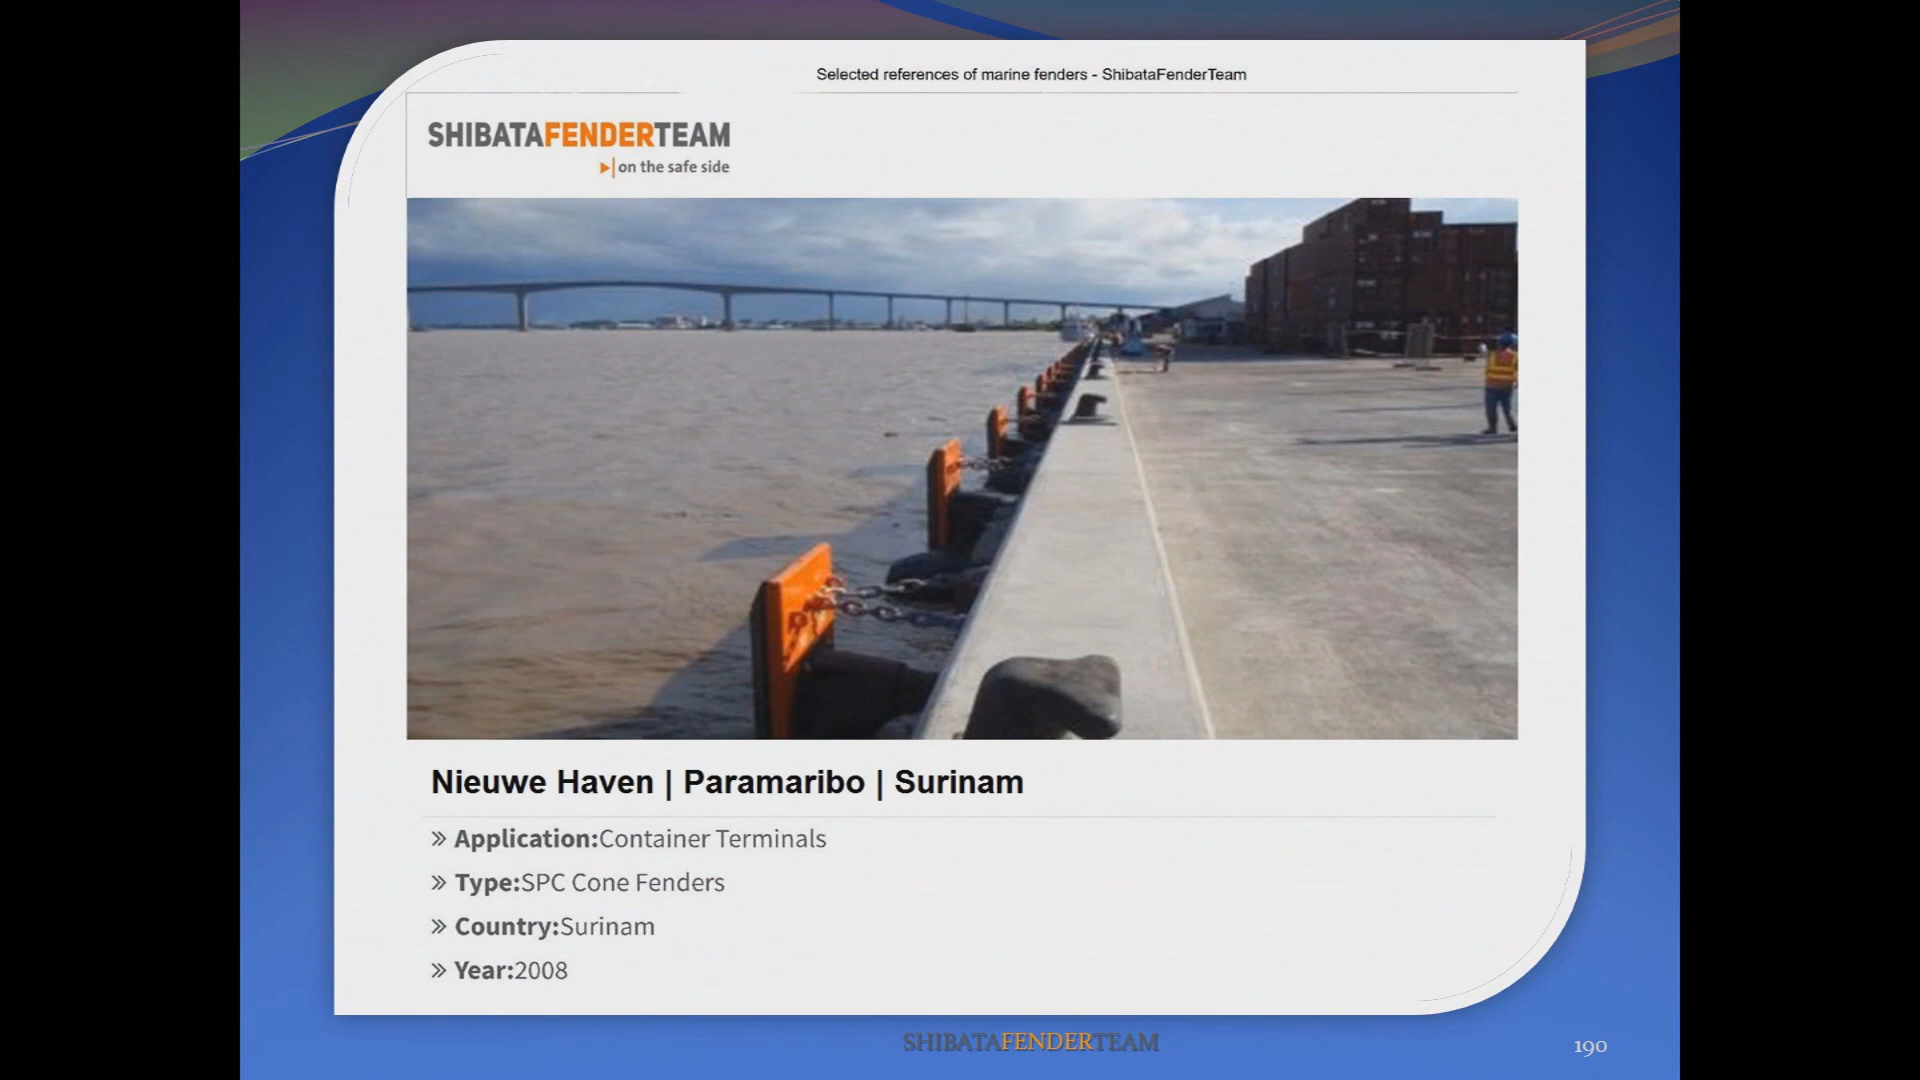 Selected references of marine fenders - ShibataFenderTeam
SHIBATAFENDERTEAM
on the safe side
Nieuwe Haven | Paramaribo | Surinam
» Application:Container Terminals
» Type:SPC Cone Fenders
» Country:Surinam
» Year:2008
SHIBATAFENDERTEAM
190